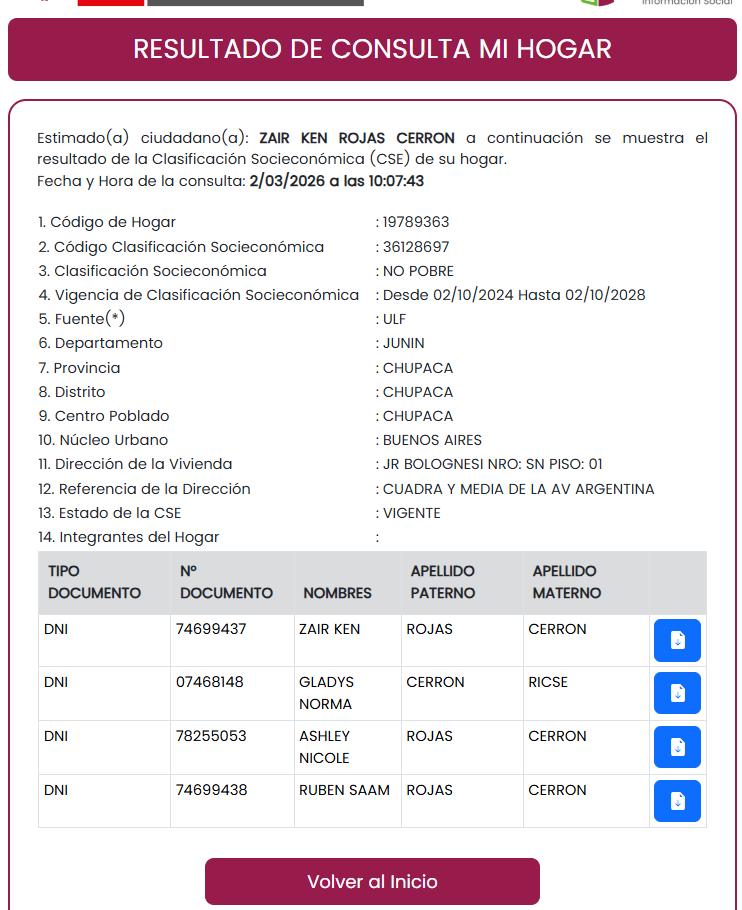 Información Social
RESULTADO DE CONSULTA MI HOGAR
Estimado(a) ciudadano(a): ZAIR KEN ROJAS CERRON a continuación se muestra el
resultado de la Clasificación Socieconómica (CSE) de su hogar.
Fecha y Hora de la consulta: 2/03/2026 a las 10:07:43
1. Código de Hogar : 19789363
2. Código Clasificación Socieconómica : 36128697
3. Clasificación Socieconómica : NO POBRE
4. Vigencia de Clasificación Socieconómica : Desde 02/10/2024 Hasta 02/10/2028
5. Fuente(*) : ULF
6. Departamento : JUNIN
7. Provincia : CHUPACA
8. Distrito : CHUPACA
9. Centro Poblado : CHUPACA
10. Núcleo Urbano : BUENOS AIRES
11. Dirección de la Vivienda : JR BOLOGNESI NRO: SN PISO: 01
12. Referencia de la Dirección : CUADRA Y MEDIA DE LA AV ARGENTINA
13. Estado de la CSE : VIGENTE
14. Integrantes del Hogar :
TIPO DOCUMENTO N° DOCUMENTO NOMBRES APELLIDO PATERNO APELLIDO MATERNO
DNI 74699437 ZAIR KEN ROJAS CERRON
DNI 07468148 GLADYS NORMA CERRON RICSE
DNI 78255053 ASHLEY NICOLE ROJAS CERRON
DNI 74699438 RUBEN SAAM ROJAS CERRON
Volver al Inicio